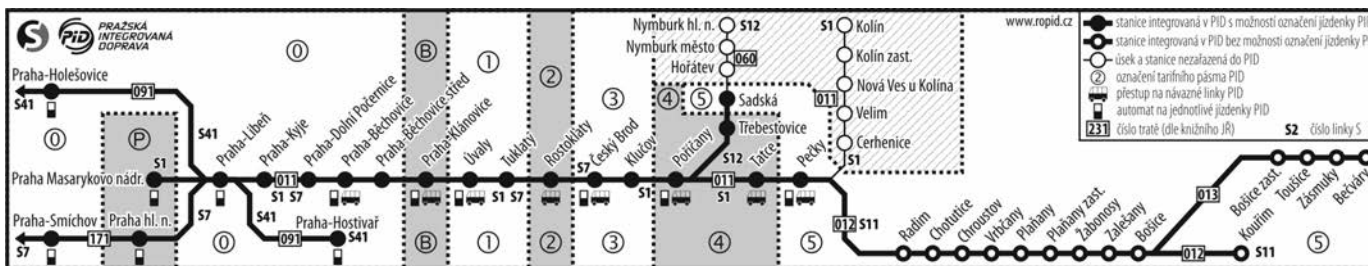 S PID PRAŽSKÁ
INTEGROVANÁ
DOPRAVA
www.ropid.cz
stanice integrovaná v PID s možností označení jízdenky PI
stanice integrovaná v PID bez možnosti označení jízdenky P
úsek a stanice nezařazená do PID
2 označení tarifního pásma PID
přestup na návazné linky PID
automat na jednotlivé jízdenky PID
231 číslo tratě (dle knižního JŘ)
S2 číslo linky S
0
B
1
2
3
4
5
Nymburk hl. n.
S12
Nymburk město
060
Hořátev
Sadská
Třebestovice
S12
S1
Kolín
Kolín zast.
Nová Ves u Kolína
011
Velim
Cerhenice
S1
Praha-Holešovice
S41
091
S41
0
P
S1
Praha Masarykovo nádr.
Praha-Smíchov
S7
171
Praha hl. n.
S7
S41
091
Praha-Hostivař
S41
Praha-Libeň
Praha-Kyje
011
S1 S7
Praha-Dolní Počernice
Praha-Běchovice
Praha-Běchovice střed
Praha-Klánovice
Úvaly
Tuklaty
S1 S7
Rostoklaty
S7
Český Brod
Klučov
S1
Poříčany
011
S1
Tatce
Pečky
012
S11
Radim
Chotutice
Chroustov
Vrbčany
Plaňany
Plaňany zast.
Žabonosy
Zalešany
Bošice
013
Bošice zast.
Toušice
Zásmuky
Bečváry
012
Kouřim
S11
0
B
1
2
3
4
5
5